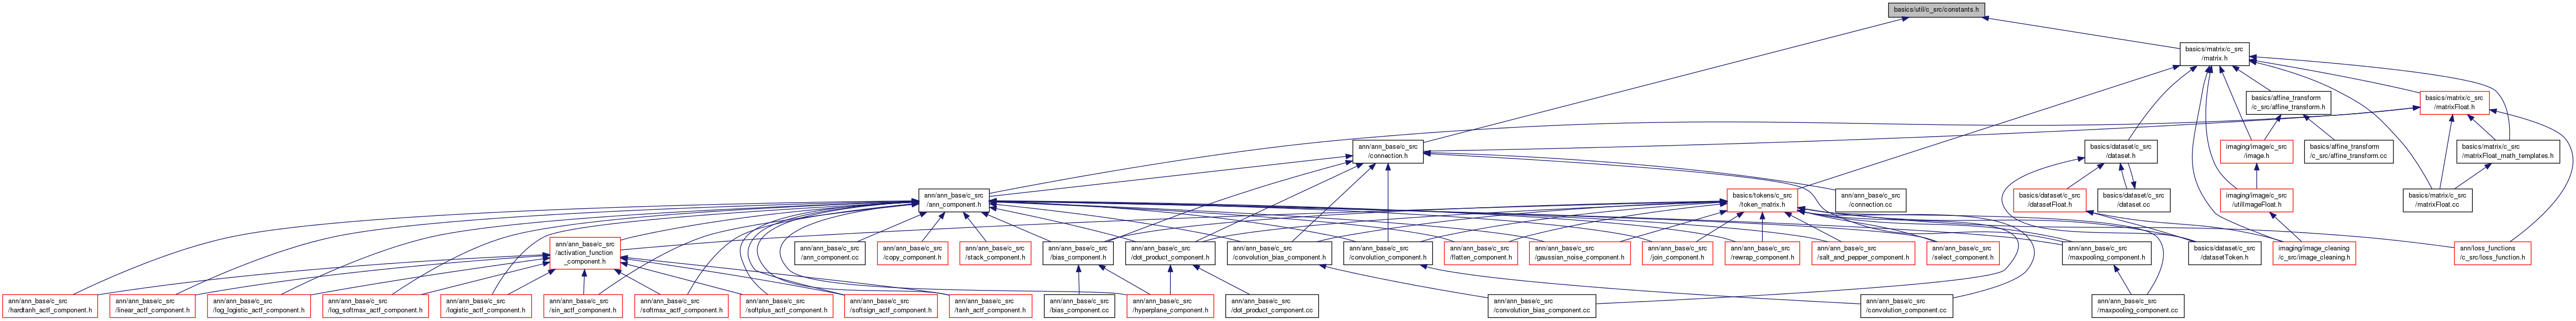 basics/util/c_src/constants.h
basics/matrix/c_src
/matrix.h
basics/affine_transform
/c_src/affine_transform.h
basics/matrix/c_src
/matrixFloat.h
ann/ann_base/c_src
/connection.h
basics/dataset/c_src
/dataset.h
imaging/image/c_src
/image.h
basics/affine_transform
/c_src/affine_transform.cc
basics/matrix/c_src
/matrixFloat_math_templates.h
ann/ann_base/c_src
/ann_component.h
basics/tokens/c_src
/token_matrix.h
ann/ann_base/c_src
/connection.cc
basics/dataset/c_src
/datasetFloat.h
basics/dataset/c_src
/dataset.cc
imaging/image/c_src
/utilImageFloat.h
basics/matrix/c_src
/matrixFloat.cc
ann/ann_base/c_src
/activation_function
_component.h
ann/ann_base/c_src
/ann_component.cc
ann/ann_base/c_src
/copy_component.h
ann/ann_base/c_src
/stack_component.h
ann/ann_base/c_src
/bias_component.h
ann/ann_base/c_src
/dot_product_component.h
ann/ann_base/c_src
/convolution_bias_component.h
ann/ann_base/c_src
/convolution_component.h
ann/ann_base/c_src
/flatten_component.h
ann/ann_base/c_src
/gaussian_noise_component.h
ann/ann_base/c_src
/join_component.h
ann/ann_base/c_src
/rewrap_component.h
ann/ann_base/c_src
/salt_and_pepper_component.h
ann/ann_base/c_src
/select_component.h
ann/ann_base/c_src
/maxpooling_component.h
basics/dataset/c_src
/datasetToken.h
imaging/image_cleaning
/c_src/image_cleaning.h
ann/loss_functions
/c_src/loss_function.h
ann/ann_base/c_src
/hardtanh_actf_component.h
ann/ann_base/c_src
/linear_actf_component.h
ann/ann_base/c_src
/log_logistic_actf_component.h
ann/ann_base/c_src
/log_softmax_actf_component.h
ann/ann_base/c_src
/logistic_actf_component.h
ann/ann_base/c_src
/sin_actf_component.h
ann/ann_base/c_src
/softmax_actf_component.h
ann/ann_base/c_src
/softplus_actf_component.h
ann/ann_base/c_src
/softsign_actf_component.h
ann/ann_base/c_src
/tanh_actf_component.h
ann/ann_base/c_src
/bias_component.cc
ann/ann_base/c_src
/hyperplane_component.h
ann/ann_base/c_src
/dot_product_component.cc
ann/ann_base/c_src
/convolution_bias_component.cc
ann/ann_base/c_src
/convolution_component.cc
ann/ann_base/c_src
/maxpooling_component.cc